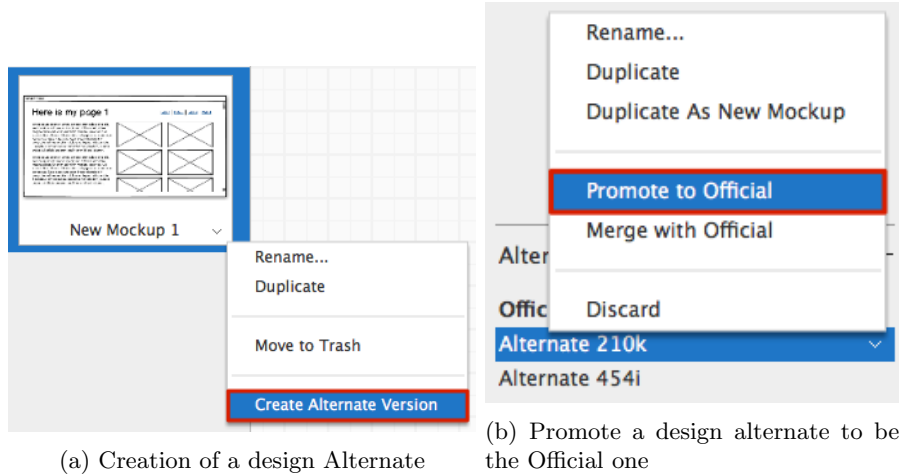 Here is my page 1
New Mockup 1
Rename...
Duplicate
Move to Trash
Create Alternate Version
(a) Creation of a design Alternate
Rename...
Duplicate
Duplicate As New Mockup
Promote to Official
Merge with Official
Discard
Alter
Offic
Alternate 210k
Alternate 454i
(b) Promote a design alternate to be
the Official one